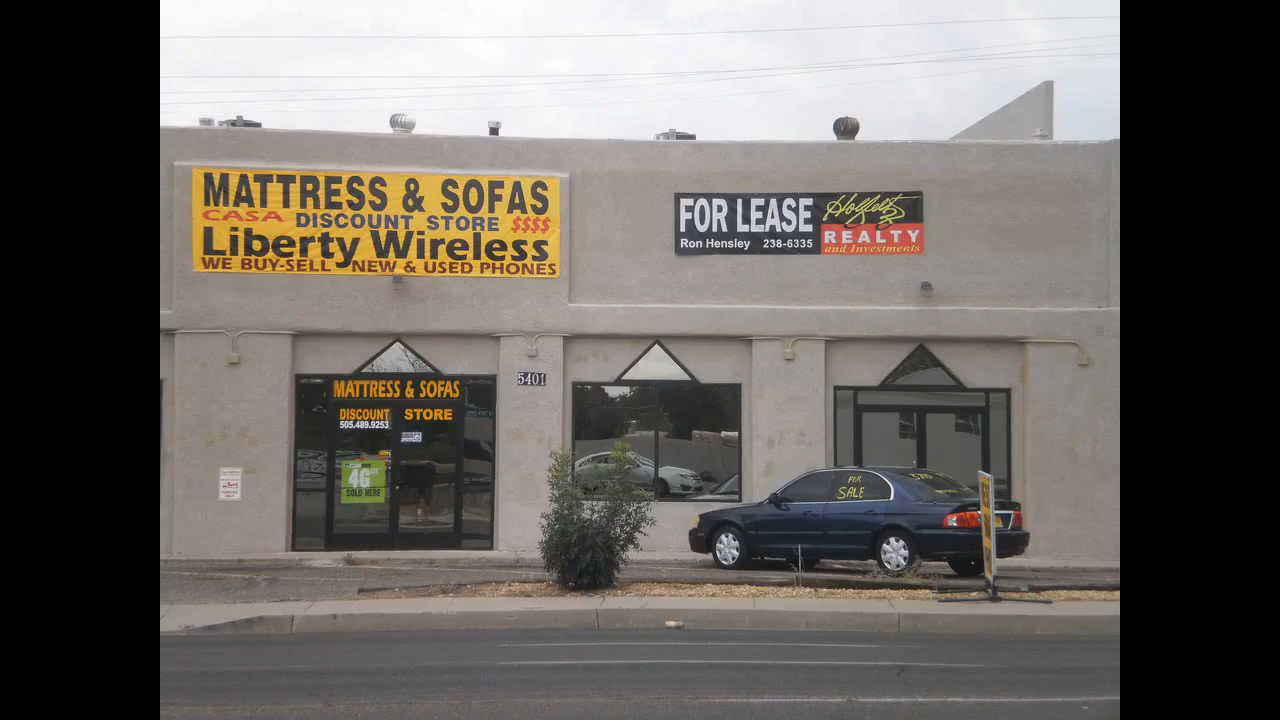 MATTRESS & SOFAS
CASA DISCOUNT STORE $$$$
Liberty Wireless
WE BUY-SELL NEW & USED PHONES
FOR LEASE
Ron Hensley 238-6335
REALTY
and Investments
5401
MATTRESS & SOFAS
DISCOUNT STORE
505.489.9253
4G
SOLD HERE
FOR
SALE